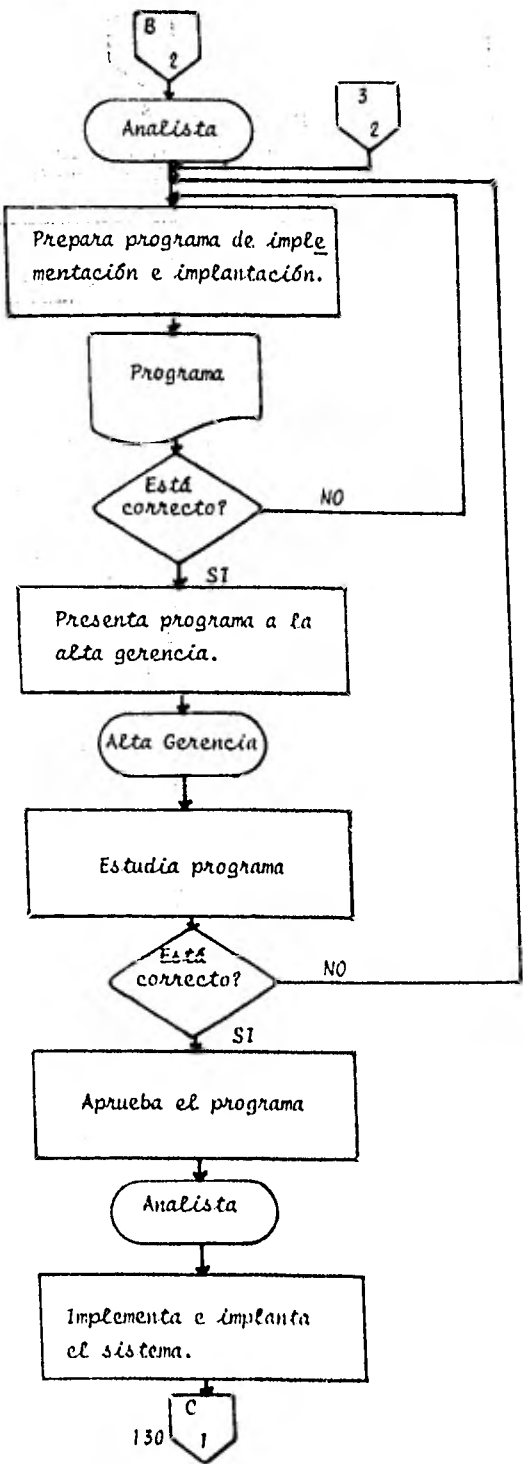 B
2
Analista
3
2
Prepara programa de imple
mentación e implantación.
Programa
Está
correcto?
NO
SI
Presenta programa a la
alta gerencia.
Alta Gerencia
Estudia programa
Está
correcto?
NO
SI
Aprueba el programa
Analista
Implementa e implanta
el sistema.
C
130
1